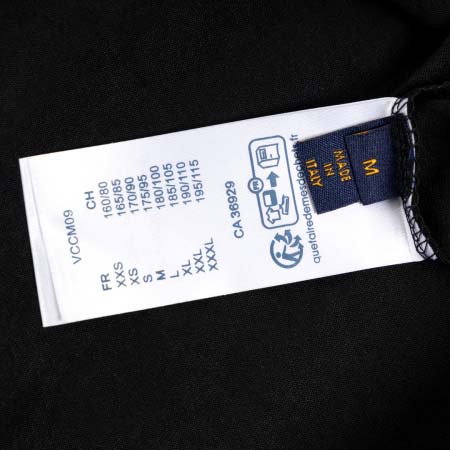 VCCM09
FR CH
XXS 160/80
XS 165/85
S 170/90
M 175/95
L 180/100
XL 185/105
XXL 190/110
XXXL 195/115
CA 36929
quefairedemesdechets.fr
MADE
IN
ITALY
M